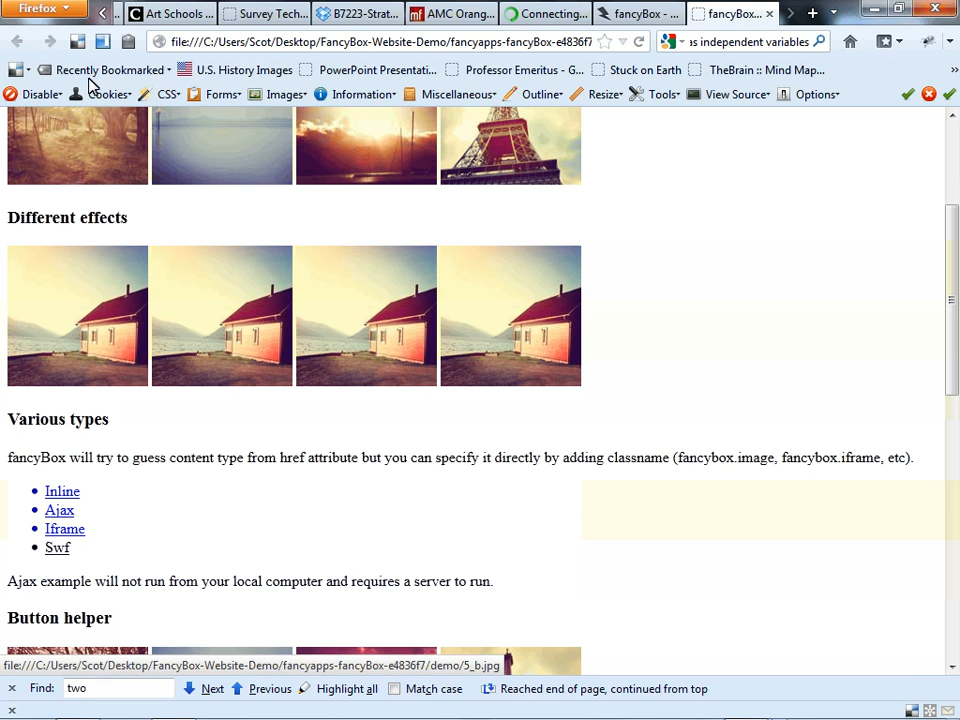 Firefox
Art Schools ...
Survey Tech...
B7223-Strat...
AMC Orang...
Connecting...
fancyBox - ...
fancyBox...
file:///C:/Users/Scot/Desktop/FancyBox-Website-Demo/fancyapps-fancyBox-e4836f7
as independent variables
Recently Bookmarked
U.S. History Images
PowerPoint Presentati...
Professor Emeritus - G...
Stuck on Earth
TheBrain :: Mind Map...
Disable
Cookies
CSS
Forms
Images
Information
Miscellaneous
Outline
Resize
Tools
View Source
Options
Different effects
Various types
fancyBox will try to guess content type from href attribute but you can specify it directly by adding classname (fancybox.image, fancybox.iframe, etc).
Inline
Ajax
Iframe
Swf
Ajax example will not run from your local computer and requires a server to run.
Button helper
file:///C:/Users/Scot/Desktop/FancyBox-Website-Demo/fancyapps-fancyBox-e4836f7/demo/5_b.jpg
Find: two Next Previous Highlight all Match case Reached end of page, continued from top